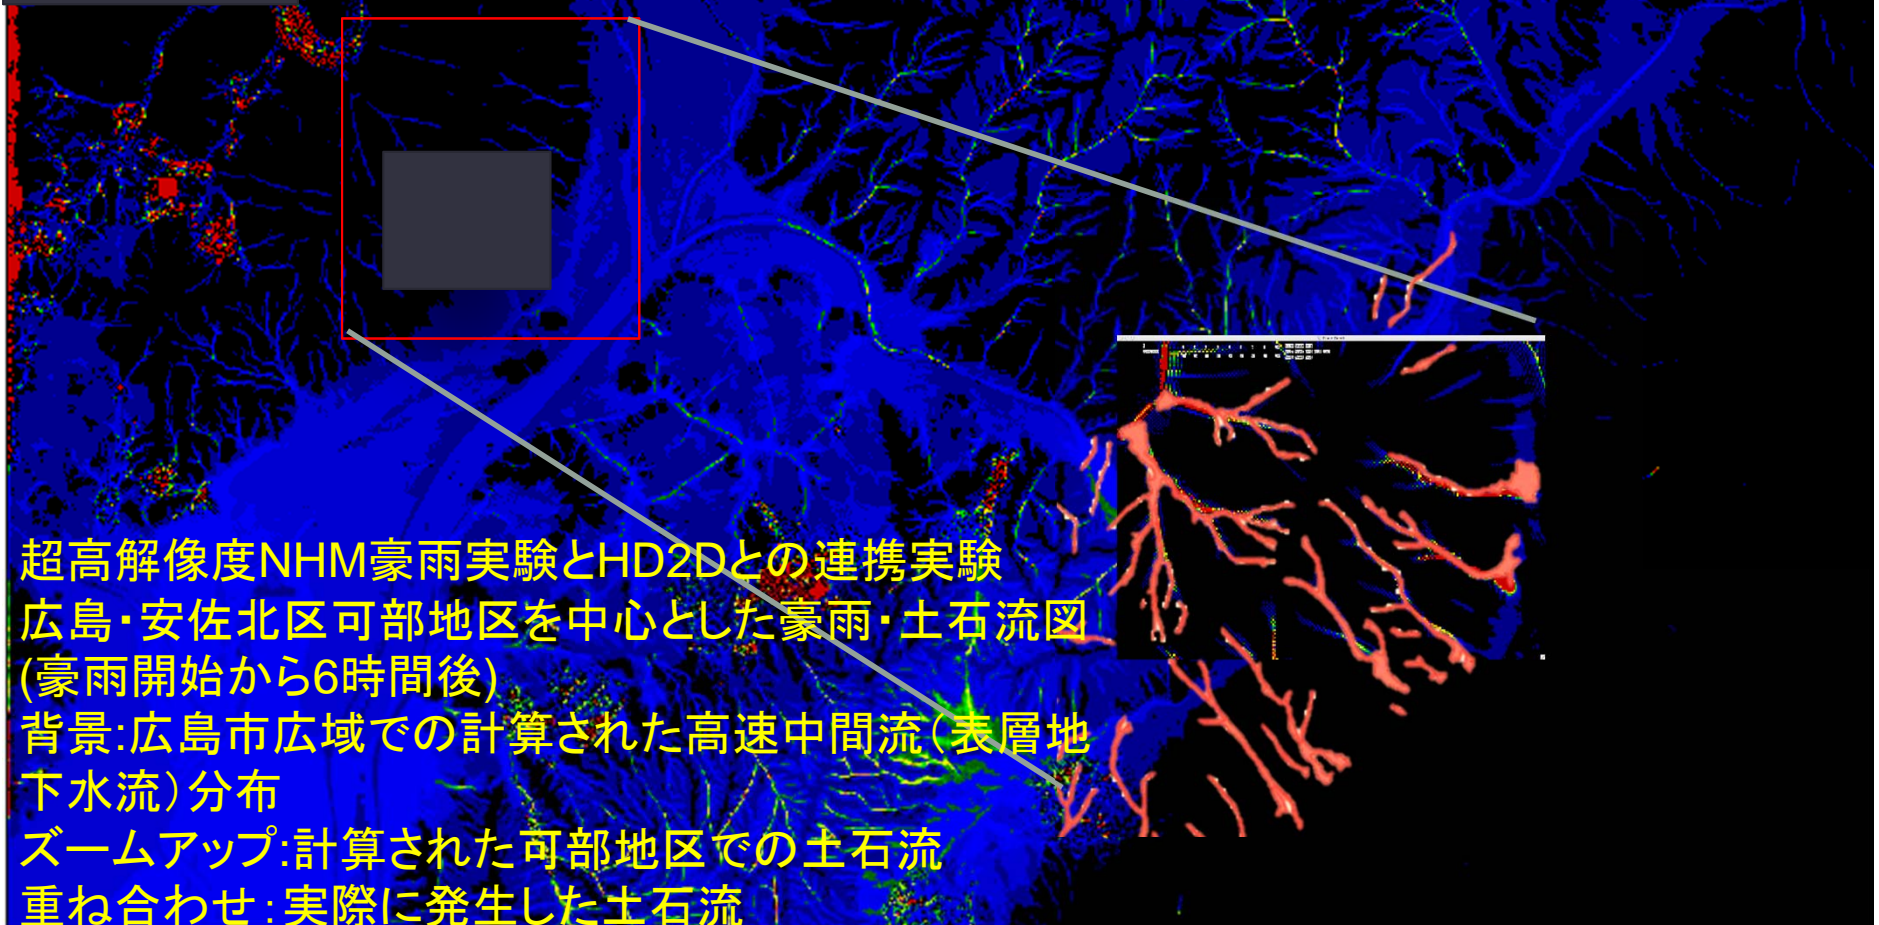 超高解像度NHM豪雨実験とHD2Dとの連携実験
広島・安佐北区可部地区を中心とした豪雨・土石流図
(豪雨開始から6時間後)
背景:広島市広域での計算された高速中間流（表層地
下水流）分布
ズームアップ:計算された可部地区での土石流
重ね合わせ:実際に発生した土石流